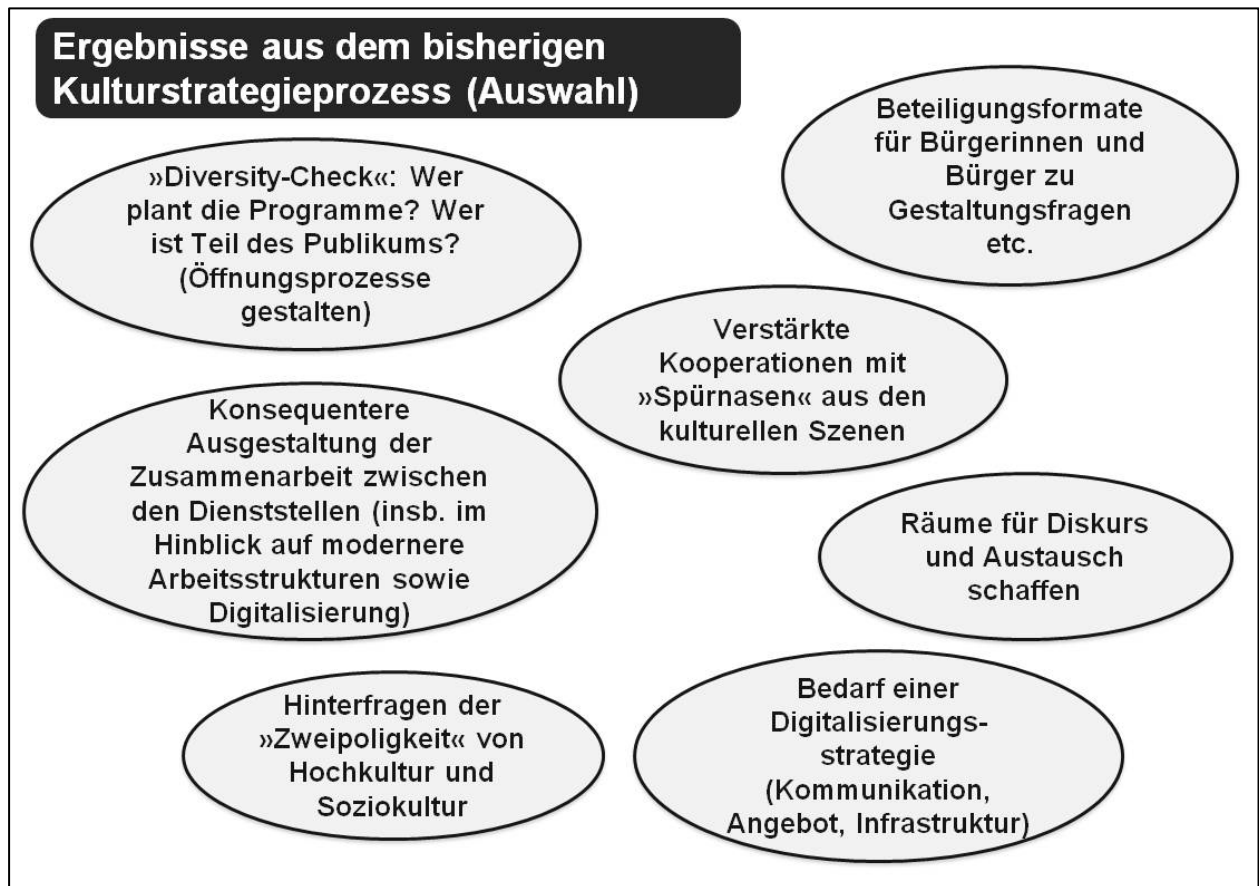 Ergebnisse aus dem bisherigen
Kulturstrategieprozess (Auswahl)
»Diversity-Check«: Wer
plant die Programme? Wer
ist Teil des Publikums?
(Öffnungsprozesse
gestalten)
Beteiligungsformate
für Bürgerinnen und
Bürger zu
Gestaltungsfragen
etc.
Verstärkte
Kooperationen mit
»Spürnasen« aus den
kulturellen Szenen
Konsequentere
Ausgestaltung der
Zusammenarbeit zwischen
den Dienststellen (insb. im
Hinblick auf modernere
Arbeitsstrukturen sowie
Digitalisierung)
Räume für Diskurs
und Austausch
schaffen
Hinterfragen der
»Zweipoligkeit« von
Hochkultur und
Soziokultur
Bedarf einer
Digitalisierungs-
strategie
(Kommunikation,
Angebot, Infrastruktur)